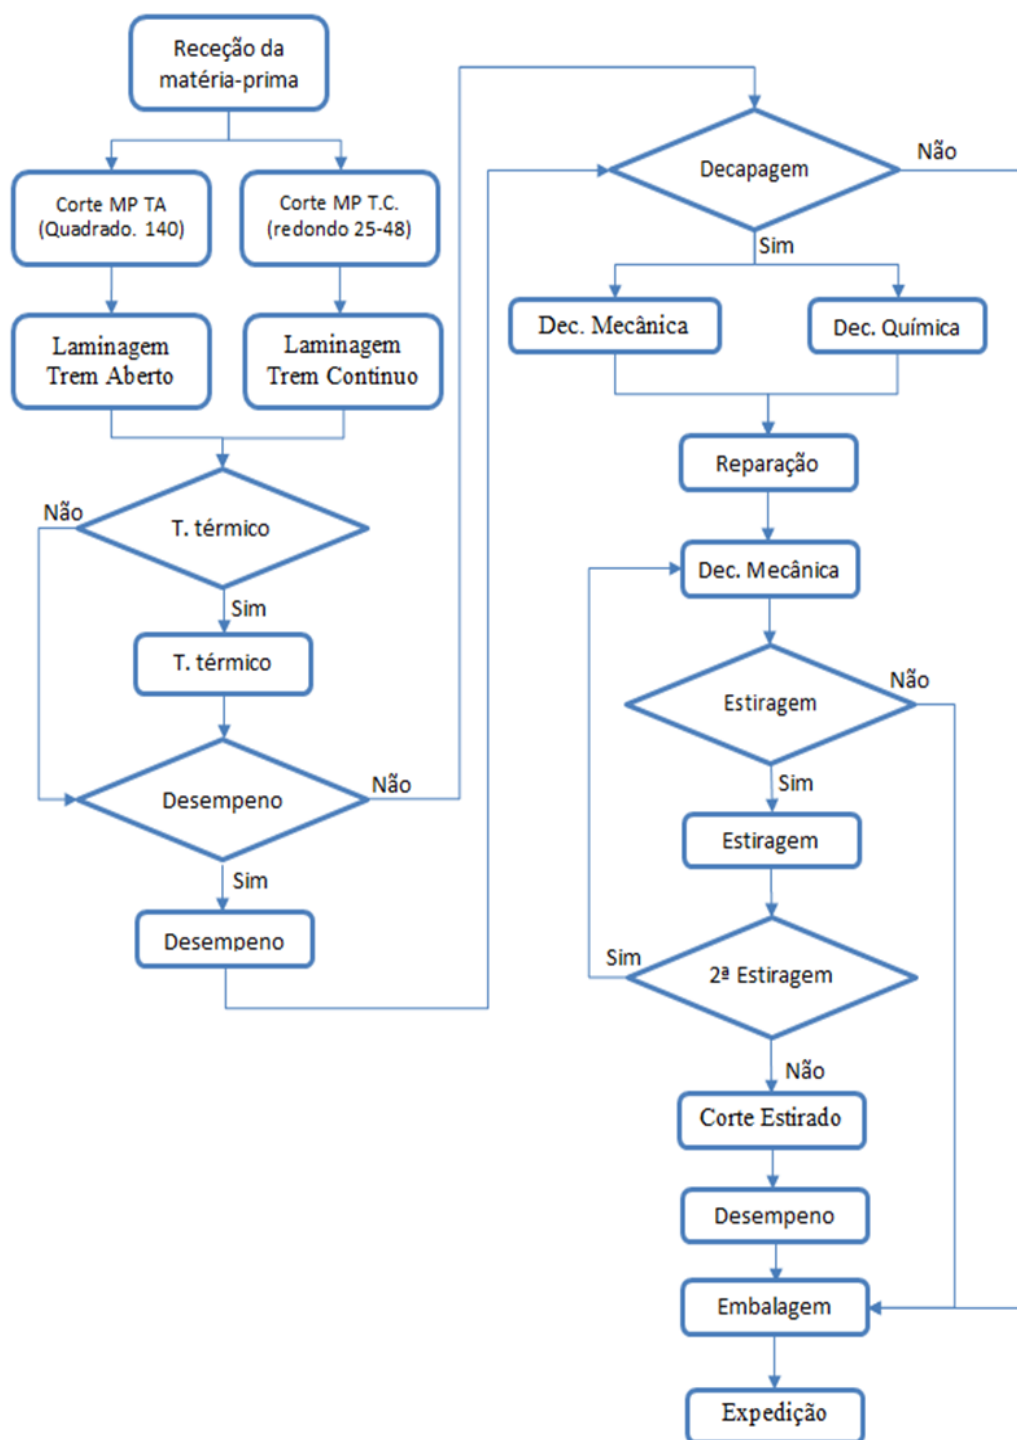 Receção da
matéria-prima
Corte MP TA
(Quadrado. 140)
Corte MP T.C.
(redondo 25-48)
Laminagem
Trem Aberto
Laminagem
Trem Continuo
T. térmico
Não
Sim
T. térmico
Desempeno
Não
Sim
Desempeno
Decapagem
Não
Sim
Dec. Mecânica
Dec. Química
Reparação
Dec. Mecânica
Estiragem
Não
Sim
Estiragem
2ª Estiragem
Sim
Não
Corte Estirado
Desempeno
Embalagem
Expedição